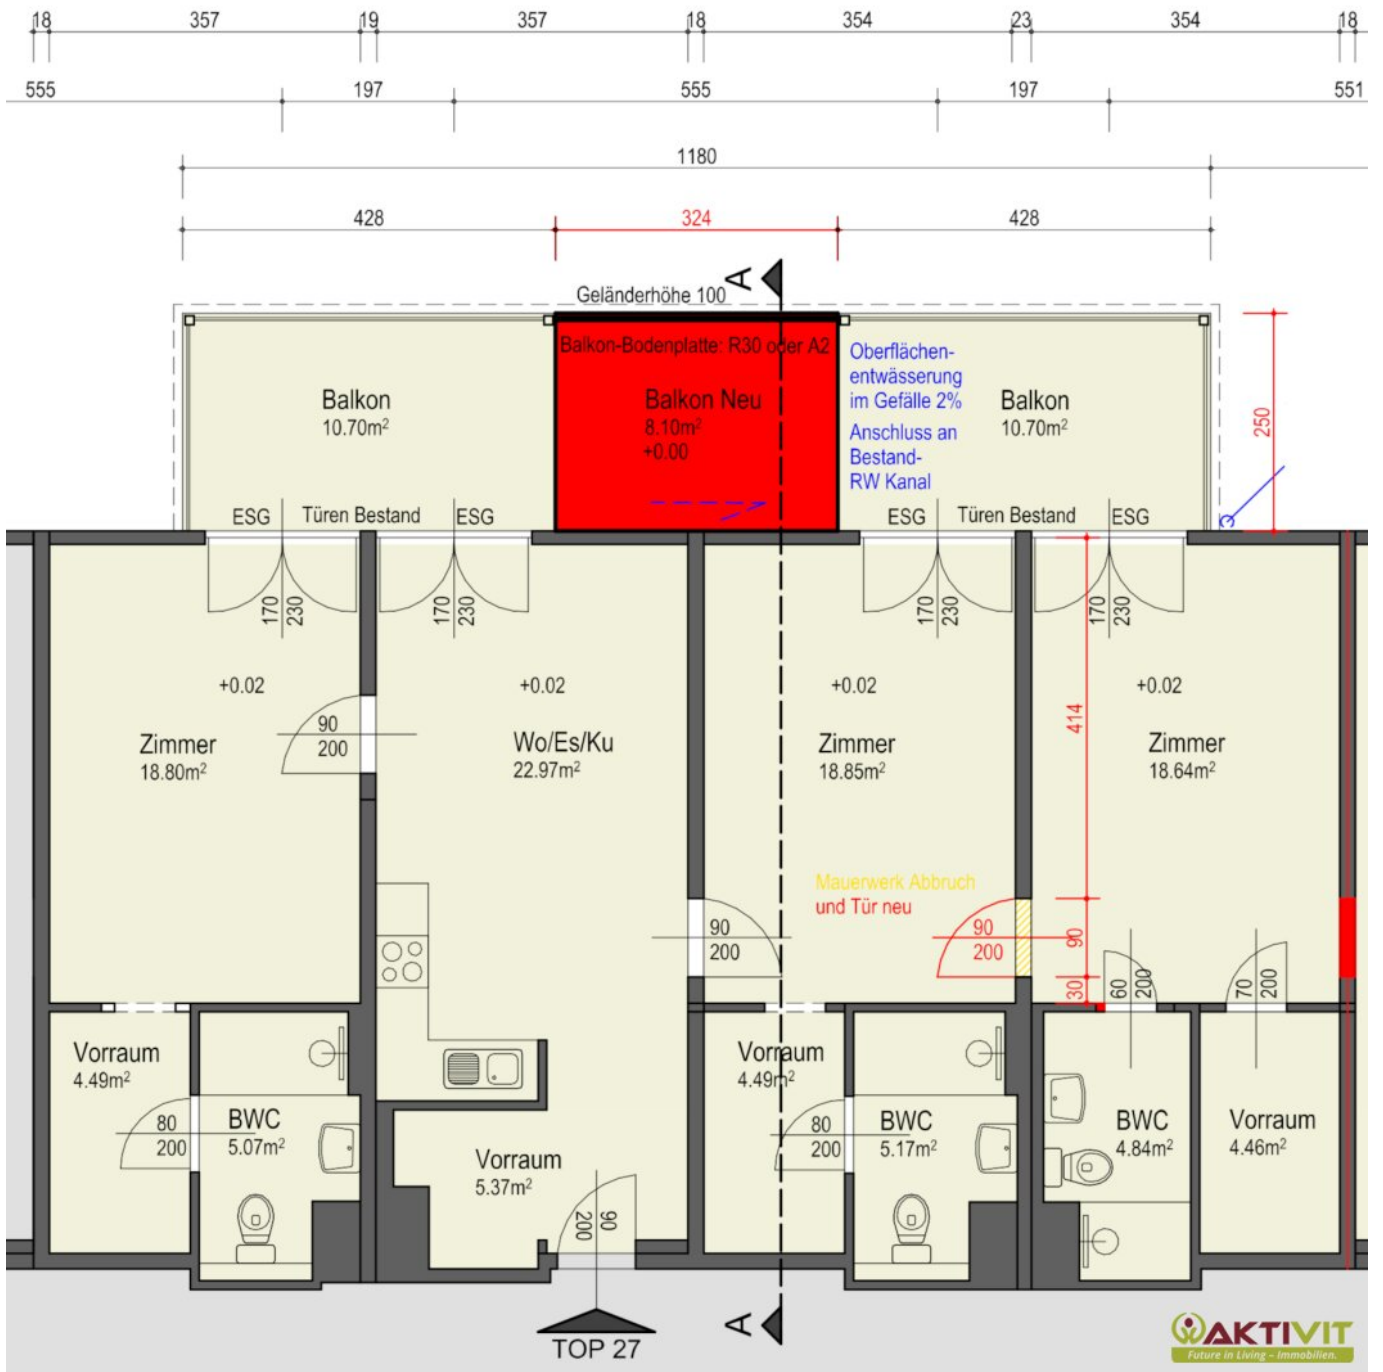 18 357 19 357 18 354 23 354 18
555 197 555 197 551
1180
428 324 428
A
Geländerhöhe 100
Balkon-Bodenplatte: R30 oder A2
Balkon
10.70m²
Balkon Neu
8.10m²
+0.00
Oberflächen-
entwässerung
im Gefälle 2%
Anschluss an
Bestand-
RW Kanal
Balkon
10.70m²
250
ESG Türen Bestand ESG
ESG Türen Bestand ESG
170
230
170
230
170
230
170
230
+0.02
+0.02
+0.02
+0.02
90
200
414
Zimmer
18.80m²
Wo/Es/Ku
22.97m²
Zimmer
18.85m²
Zimmer
18.64m²
Mauerwerk Abbruch
und Tür neu
90
200
90
200
90
30
60
200
70
200
Vorraum
4.49m²
BWC
5.07m²
80
200
Vorraum
5.37m²
90
200
Vorraum
4.49m²
80
200
BWC
5.17m²
BWC
4.84m²
Vorraum
4.46m²
A
TOP 27
AKTIVIT
Future in Living – Immobilien.